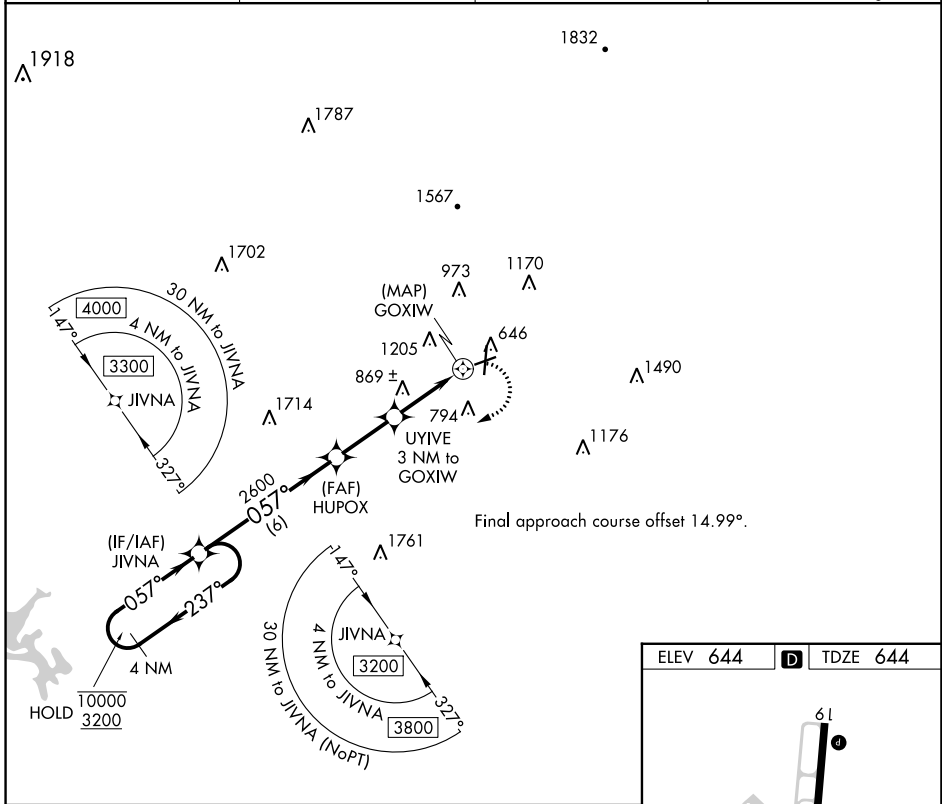 1832
1918
1787
1567
1702
973
1170
(MAP)
GOXIW
30 NM to JIVNA
4000
147°
4 NM to JIVNA
3300
JIVNA
327°
1205
646
869 ±
1490
1714
794
1176
UYIVE
3 NM to
GOXIW
2600
057°
(6)
(FAF)
HUPOX
Final approach course offset 14.99°.
(IF/IAF)
JIVNA
1761
057°
237°
147°
JIVNA
3200
4 NM to JIVNA
30 NM to JIVNA (NoPT)
327°
3800
4 NM
HOLD
10000
3200
ELEV 644
D
TDZE 644
19
P